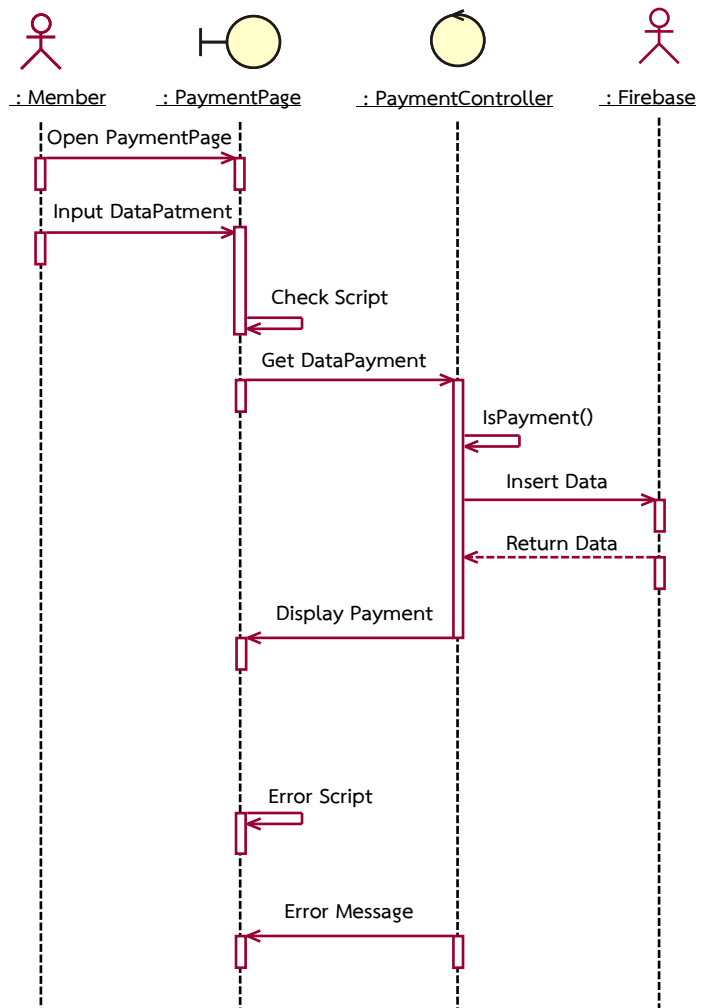 : Member
: PaymentPage
: PaymentController
: Firebase
Open PaymentPage
Input DataPatment
Check Script
Get DataPayment
IsPayment()
Insert Data
Return Data
Display Payment
Error Script
Error Message